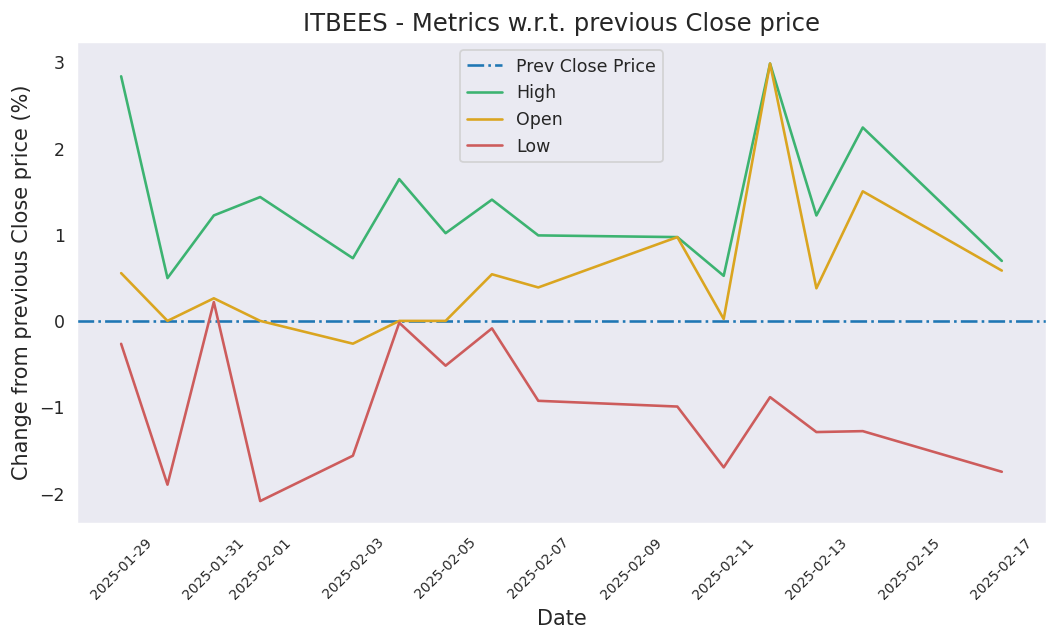 ITBEES - Metrics w.r.t. previous Close price
Prev Close Price
High
Open
Low
Change from previous Close price (%)
3
2
1
0
−1
−2
2025-01-29
2025-01-31
2025-02-01
2025-02-03
2025-02-05
2025-02-07
2025-02-09
2025-02-11
2025-02-13
2025-02-15
2025-02-17
Date